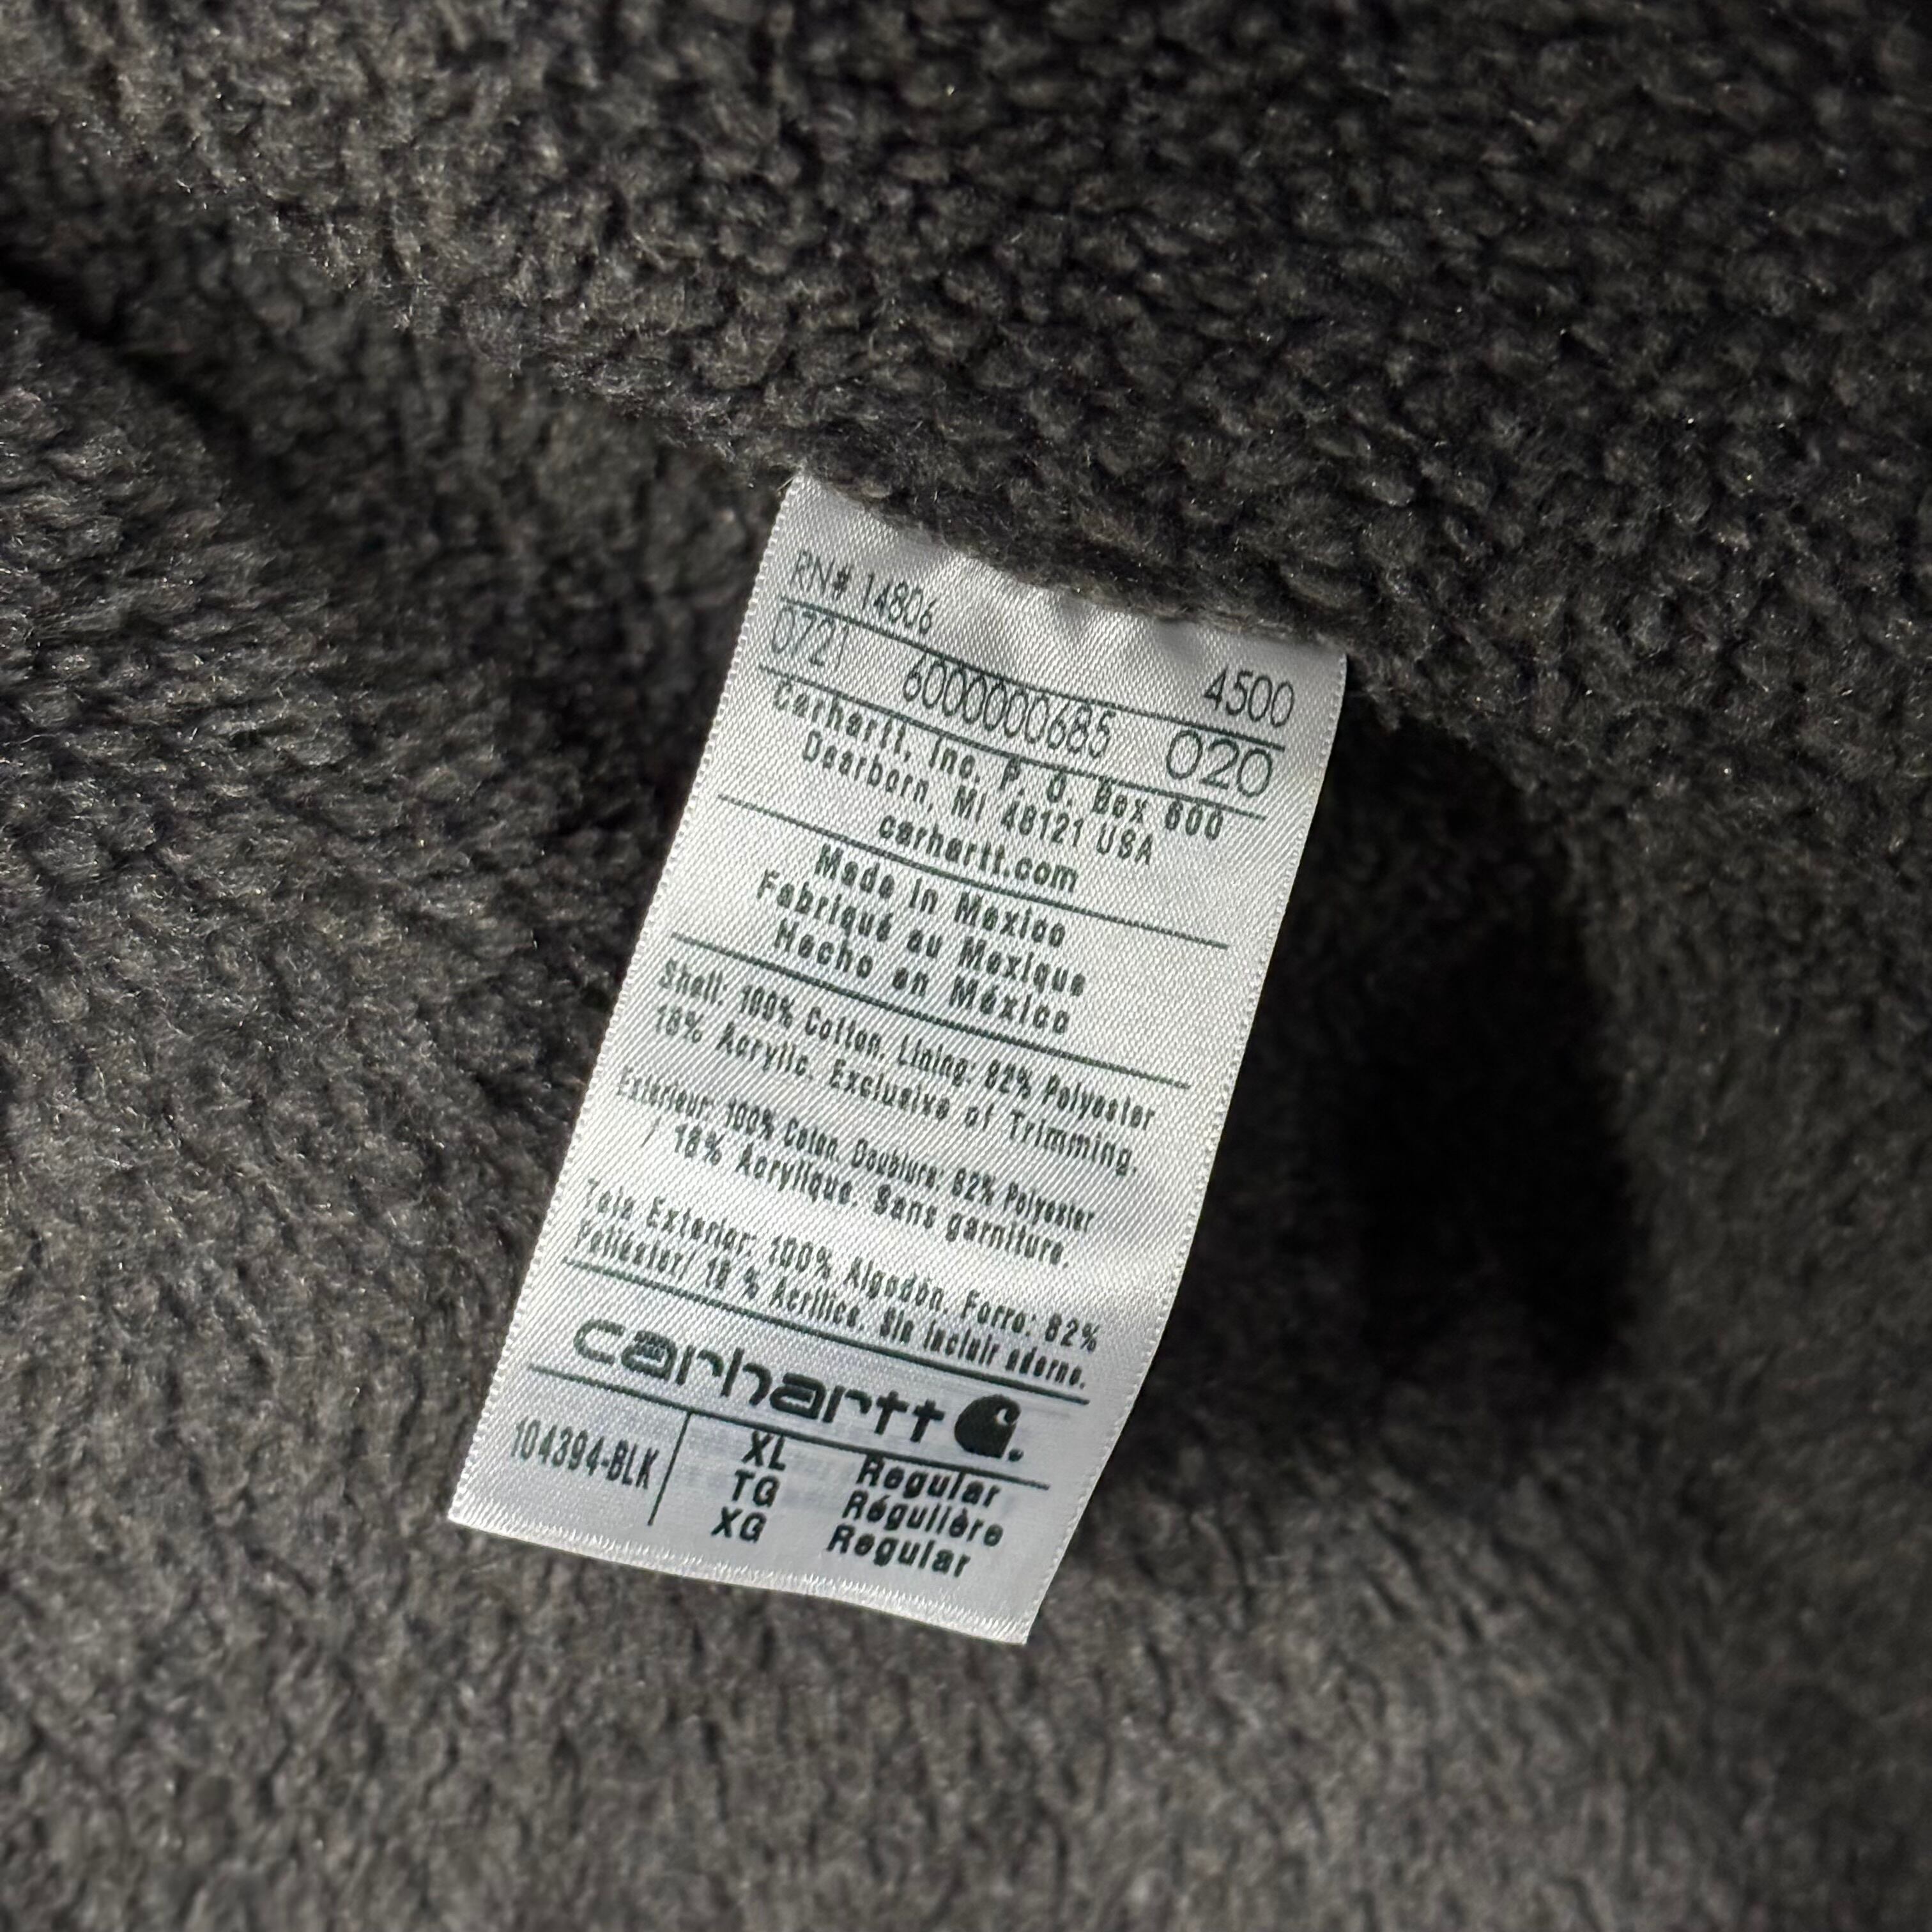 RN# 14806
4500
0721 6000000685 020
Carhartt, Inc. P. O. Box 600
Dearborn, MI 48121 USA
carhartt.com
Made in Mexico
Fabriqué au Mexique
Hecho en México
Shell: 100% Cotton. Lining: 82% Polyester
18% Acrylic. Exclusive of Trimming.
Exterieur: 100% Coton. Doublure: 82% Polyester
/ 18% Acrylique. Sans garniture.
Tela Exterior: 100% Algodón. Forro: 82%
Poliéster/ 18 % Acrílico. Sin incluir adorno.
carhartt
104394-BLK XL Regular
TG Régulière
XG Regular